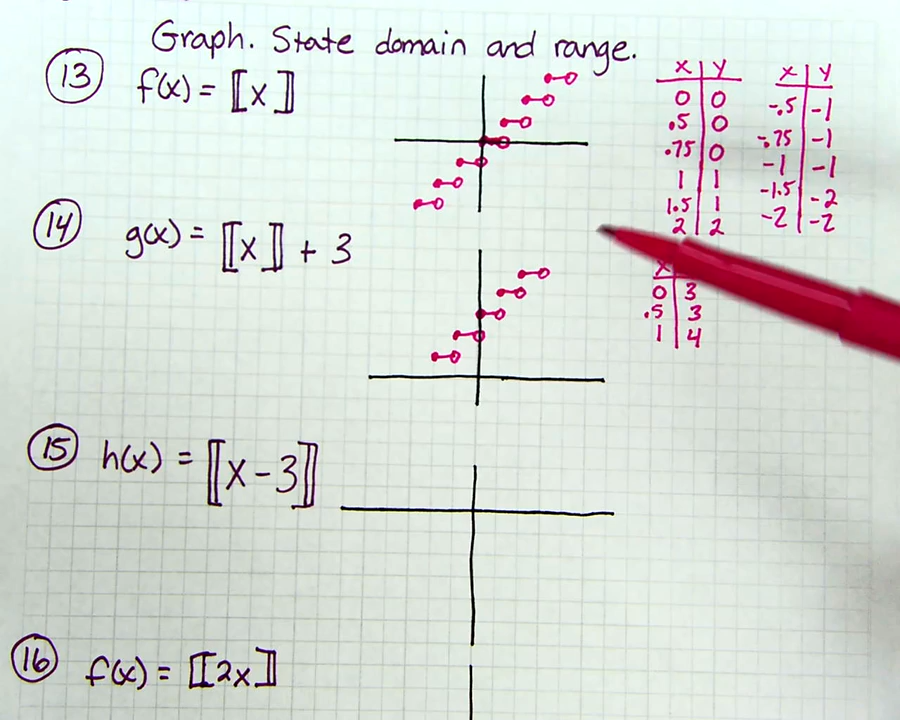 Graph. State domain and range.
13 f(x) = ⟦x⟧
x | y
0 | 0
.5 | 0
.75 | 0
1 | 1
1.5 | 1
2 | 2
x | y
-.5 | -1
-.75 | -1
-1 | -1
-1.5 | -2
-2 | -2
14 g(x) = ⟦x⟧ + 3
x
0 | 3
.5 | 3
1 | 4
15 h(x) = ⟦x-3⟧
16 f(x) = ⟦2x⟧